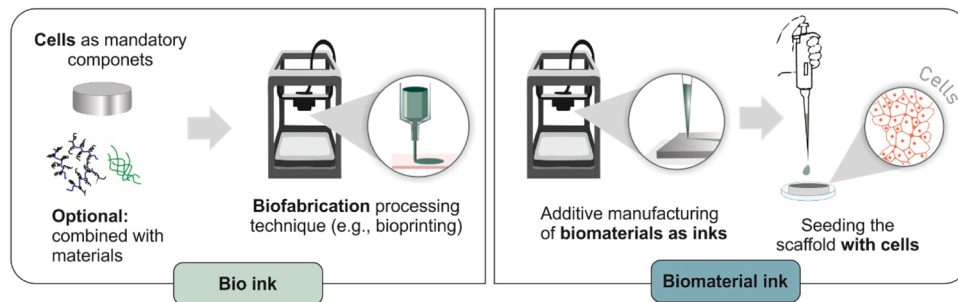 Cells as mandatory
componets
Optional:
combined with
materials
Biofabrication processing
technique (e.g., bioprinting)
Bio ink
Additive manufacturing
of biomaterials as inks
Cells
Seeding the
scaffold with cells
Biomaterial ink